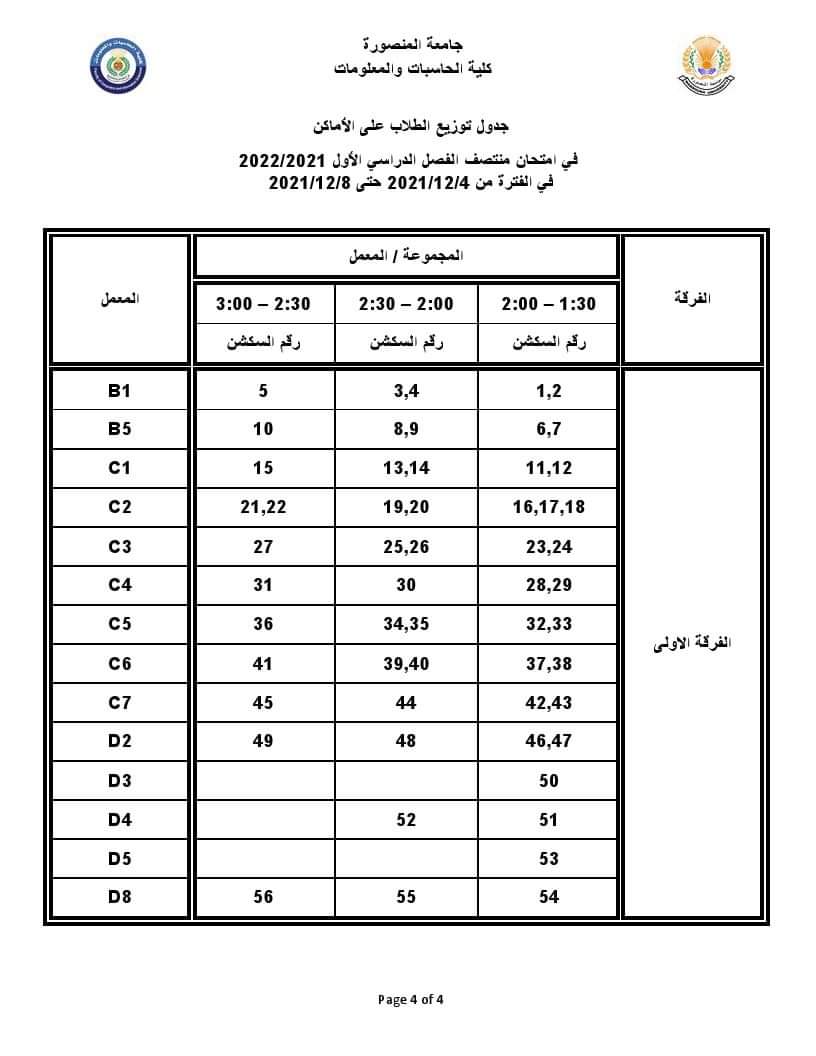 جامعة المنصورة
كلية الحاسبات والمعلومات
جدول توزيع الطلاب على الأماكن
في امتحان منتصف الفصل الدراسي الأول 2022/2021
في الفترة من 2021/12/4 حتى 2021/12/8
الفرقة المجموعة / المعمل المعمل
1:30 – 2:00 2:00 – 2:30 2:30 – 3:00
رقم السكشن رقم السكشن رقم السكشن
1,2 3,4 5 B1
6,7 8,9 10 B5
11,12 13,14 15 C1
16,17,18 19,20 21,22 C2
23,24 25,26 27 C3
28,29 30 31 C4
32,33 34,35 36 C5
الفرقة الاولى
37,38 39,40 41 C6
42,43 44 45 C7
46,47 48 49 D2
50 D3
51 52 D4
53 D5
54 55 56 D8
Page 4 of 4